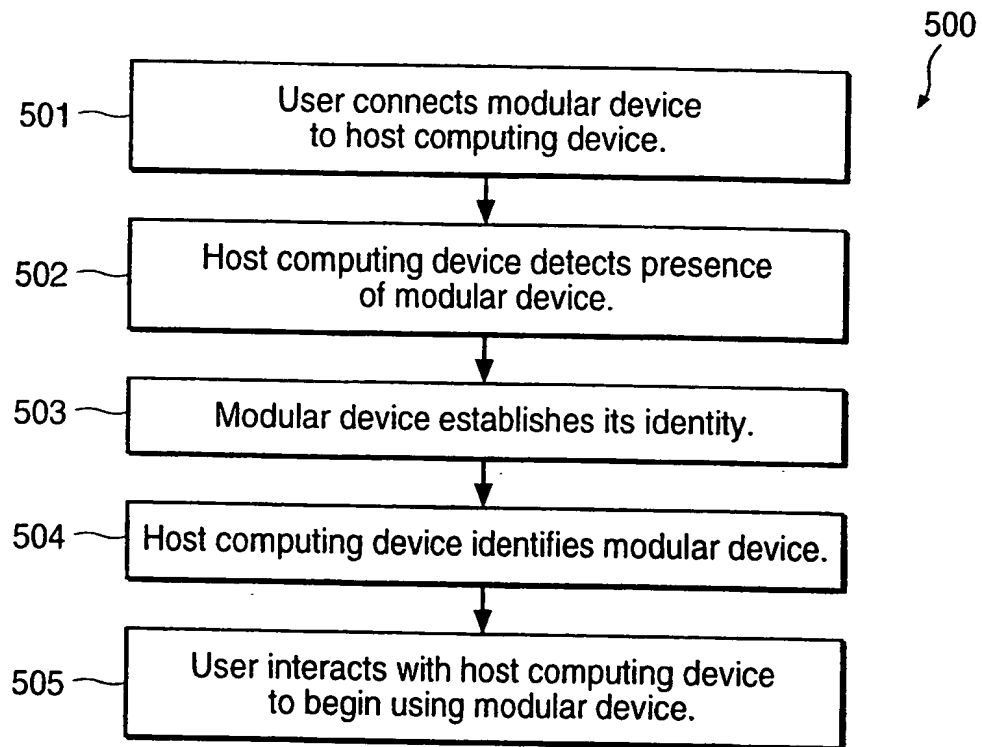 500
501
User connects modular device
to host computing device.
502
Host computing device detects presence
of modular device.
503
Modular device establishes its identity.
504
Host computing device identifies modular device.
505
User interacts with host computing device
to begin using modular device.